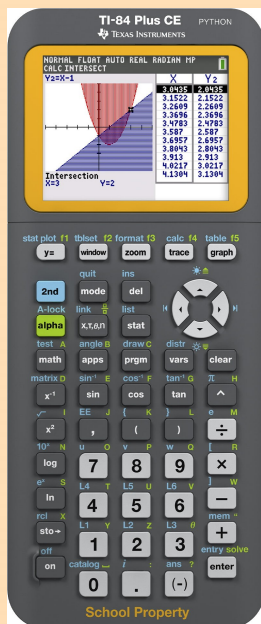 TI-84 Plus CE PYTHON
TEXAS INSTRUMENTS
NORMAL FLOAT AUTO REAL RADIAN MP
CALC INTERSECT
Y2=X-1
X Y2
3.0435 2.0435
3.1522 2.1522
3.2609 2.2609
3.3696 2.3696
3.4783 2.4783
3.587 2.587
3.6957 2.6957
3.8043 2.8043
3.913 2.913
4.0217 3.0217
4.1304 3.1304
Intersection
X=3 Y=2
stat plot f1 tblset f2 format f3 calc f4 table f5
y= window zoom trace graph
quit ins
2nd mode del
A-lock link list
alpha X,T,θ,n stat
test A angle B draw C distr
math apps prgm vars clear
matrix D sin⁻¹ E cos⁻¹ F tan⁻¹ G π H
x⁻¹ sin cos tan ^
√ I EE J { K } L e M
x² , ( ) ÷
10ˣ N u O v P w Q [ R
log 7 8 9 ×
eˣ S L4 T L5 U L6 V ] W
ln 4 5 6 −
rcl X L1 Y L2 Z L3 θ mem "
sto→ 1 2 3 +
off catalog i : ans ? entry solve
on 0 . (-) enter
School Property